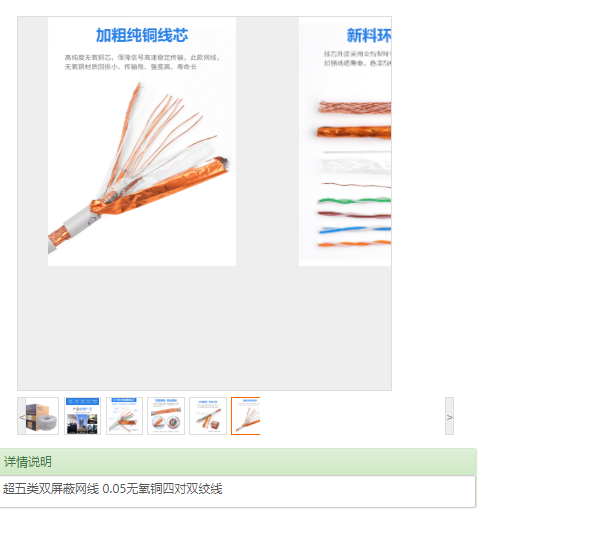 加粗纯铜线芯
新料环
高纯度无氧铜芯，保障信号高速稳定传输。此款网线，
无氧铜材质回损小、传输稳、强度高、寿命长
<
>
详情说明
超五类双屏蔽网线 0.05无氧铜四对双绞线